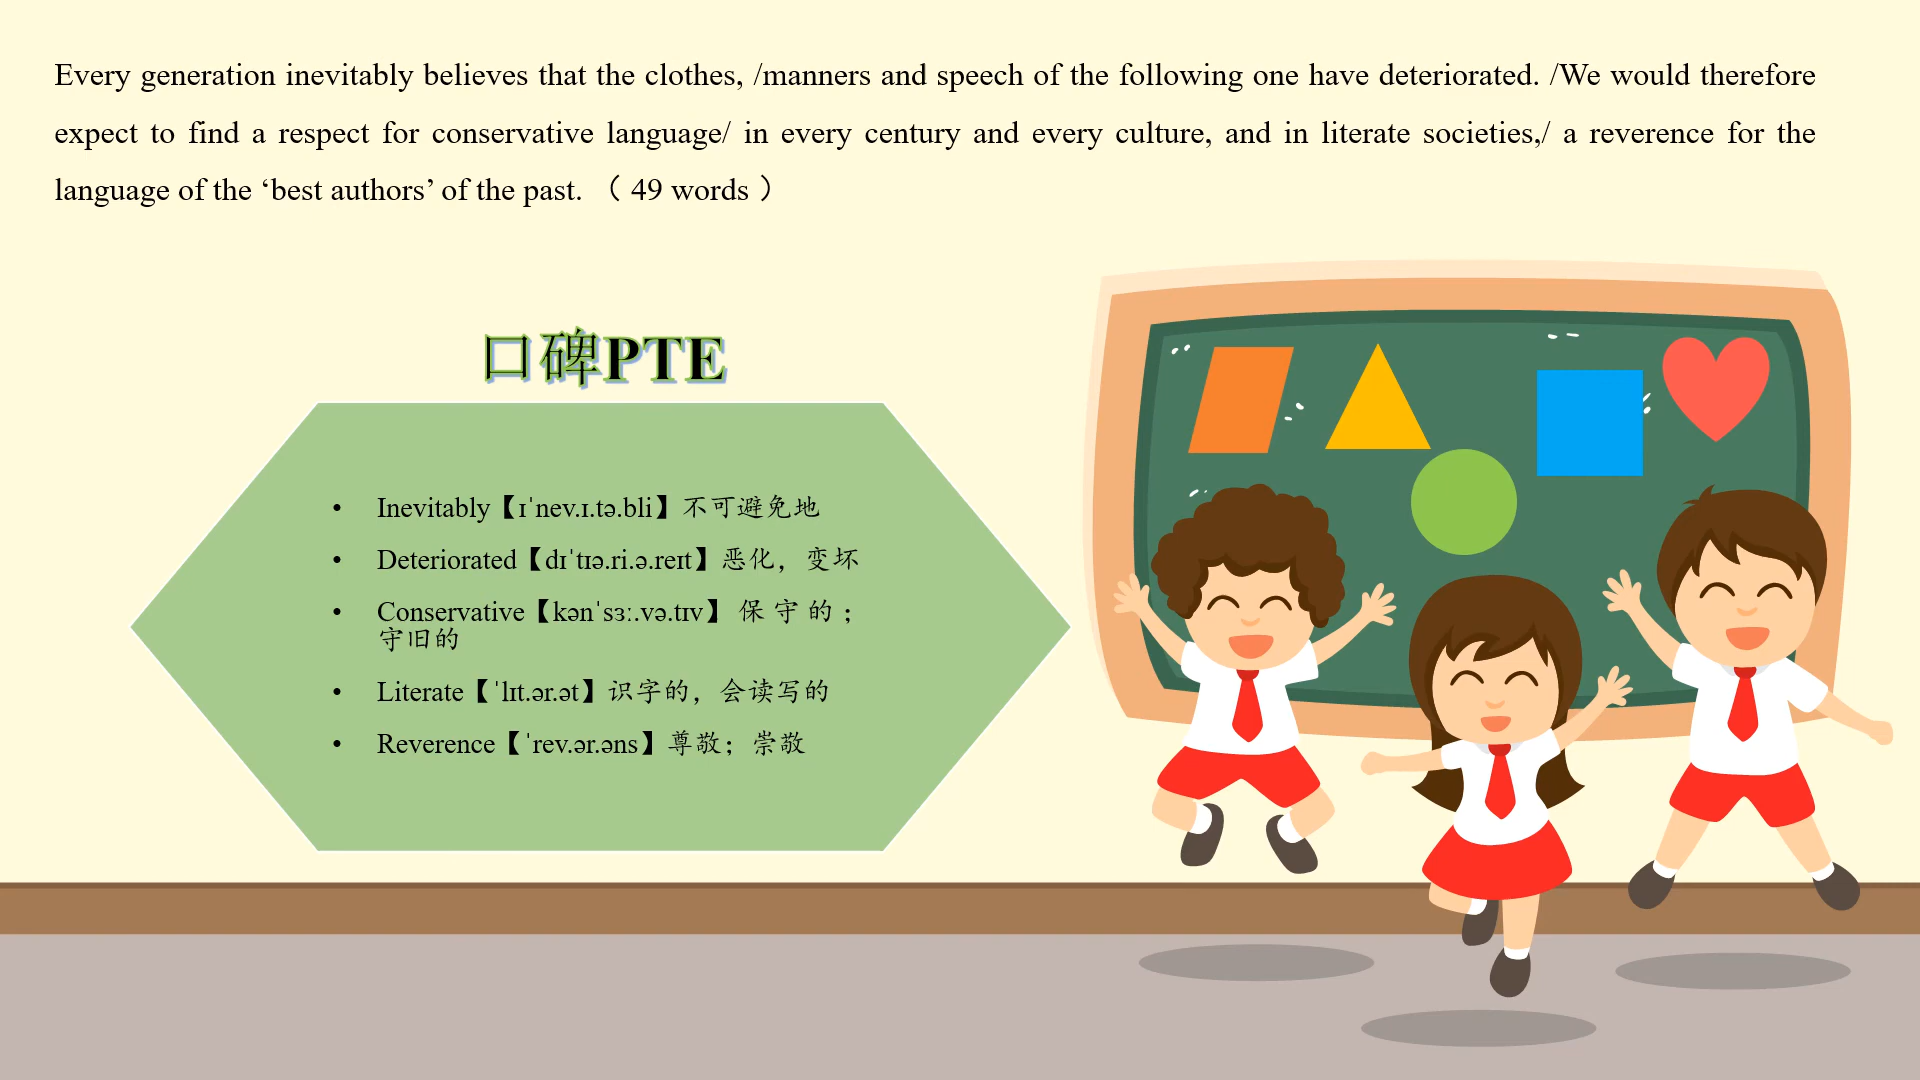 Every generation inevitably believes that the clothes, /manners and speech of the following one have deteriorated. /We would therefore
expect to find a respect for conservative language/ in every century and every culture, and in literate societies,/ a reverence for the
language of the ‘best authors’ of the past. （ 49 words ）
口碑PTE
• Inevitably【ɪˈnev.ɪ.tə.bli】不可避免地
• Deteriorated【dɪˈtɪə.ri.ə.reɪt】恶化，变坏
• Conservative【kənˈsɜː.və.tɪv】 保 守 的 ；
守旧的
• Literate【ˈlɪt.ər.ət】识字的，会读写的
• Reverence【ˈrev.ər.əns】尊敬；崇敬